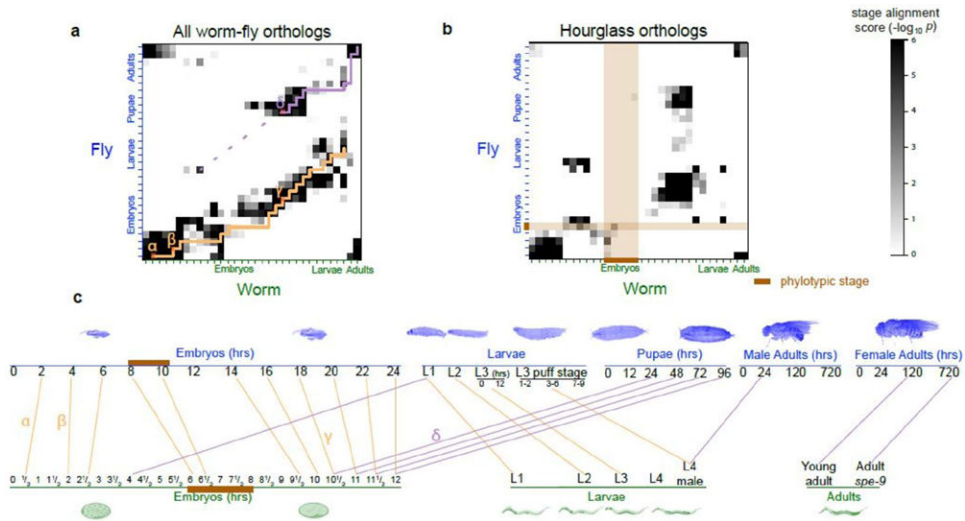 a
All worm-fly orthologs
b
Hourglass orthologs
stage alignment
score (-log10 p)
Adults
Pupae
Larvae
Embryos
Fly
α
β
γ
δ
Embryos
Larvae
Adults
Worm
Adults
Pupae
Larvae
Embryos
Fly
Embryos
Larvae
Adults
Worm
6
5
4
3
2
1
0
phylotypic stage
c
Embryos (hrs)
Larvae
Pupae (hrs)
Male Adults (hrs)
Female Adults (hrs)
0 2 4 6 8 10 12 14 16 18 20 22 24
L1 L2 L3 (hrs) L3 puff stage
0 12 1-2 3-6 7-9
0 12 24 48 72 96
0 24 120 720
0 24 120 720
α
β
γ
δ
0 ½ 1 1½ 2 2½ 3 3½ 4 4½ 5 5½ 6 6½ 7 7½ 8 8½ 9 9½ 10 10½ 11 11½ 12
Embryos (hrs)
L1 L2 L3 L4 L4
male
Larvae
Young
adult
Adult
spe-9
Adults